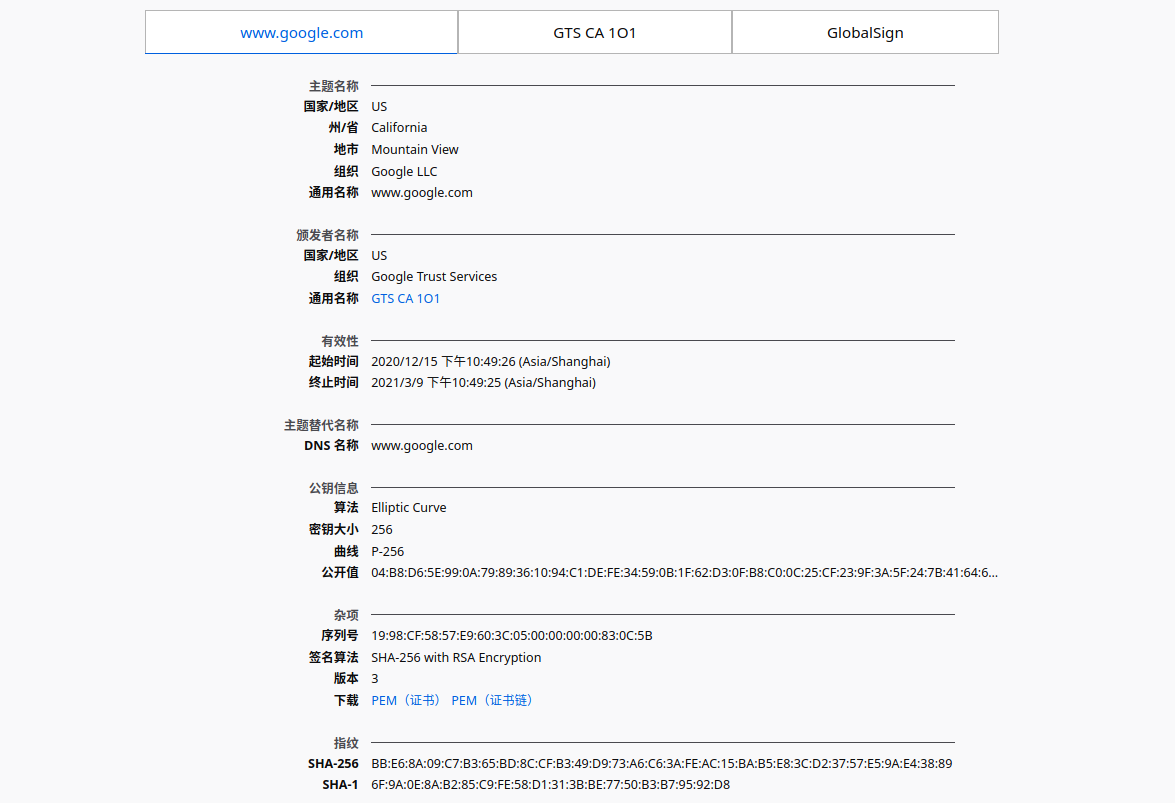 www.google.com GTS CA 1O1 GlobalSign
主题名称
国家/地区 US
州/省 California
地市 Mountain View
组织 Google LLC
通用名称 www.google.com
颁发者名称
国家/地区 US
组织 Google Trust Services
通用名称 GTS CA 1O1
有效性
起始时间 2020/12/15 下午10:49:26 (Asia/Shanghai)
终止时间 2021/3/9 下午10:49:25 (Asia/Shanghai)
主题替代名称
DNS 名称 www.google.com
公钥信息
算法 Elliptic Curve
密钥大小 256
曲线 P-256
公开值 04:B8:D6:5E:99:0A:79:89:36:10:94:C1:DE:FE:34:59:0B:1F:62:D3:0F:B8:C0:0C:25:CF:23:9F:3A:5F:24:7B:41:64:6…
杂项
序列号 19:98:CF:58:57:E9:60:3C:05:00:00:00:00:83:0C:5B
签名算法 SHA-256 with RSA Encryption
版本 3
下载 PEM（证书） PEM（证书链）
指纹
SHA-256 BB:E6:8A:09:C7:B3:65:BD:8C:CF:B3:49:D9:73:A6:C6:3A:FE:AC:15:BA:B5:E8:3C:D2:37:57:E5:9A:E4:38:89
SHA-1 6F:9A:0E:8A:B2:85:C9:FE:58:D1:31:3B:BE:77:50:B3:B7:95:92:D8